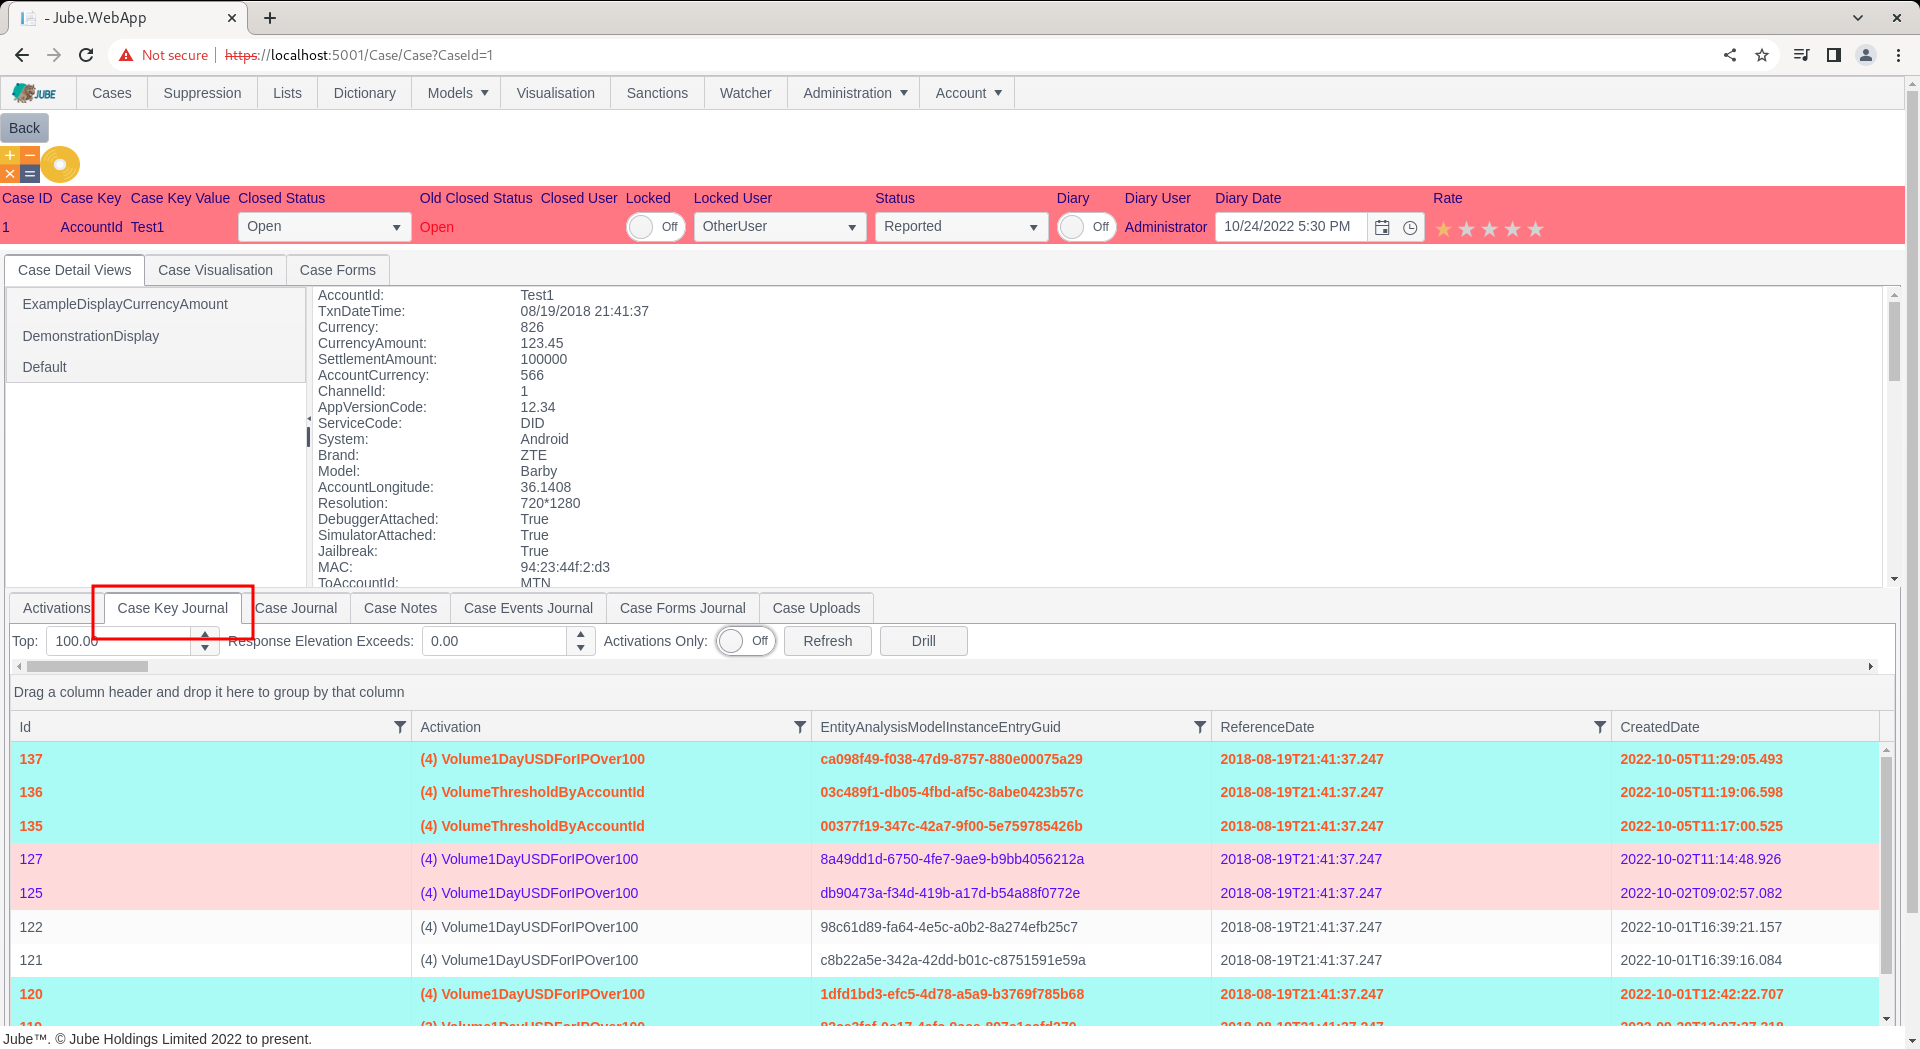 - Jube.WebApp
Not secure https://localhost:5001/Case/Case?CaseId=1
JUBE Cases Suppression Lists Dictionary Models Visualisation Sanctions Watcher Administration Account
Back
Case ID Case Key Case Key Value Closed Status Old Closed Status Closed User Locked Locked User Status Diary Diary User Diary Date Rate
1 AccountId Test1 Open Open Off OtherUser Reported Off Administrator 10/24/2022 5:30 PM
Case Detail Views Case Visualisation Case Forms
ExampleDisplayCurrencyAmount
DemonstrationDisplay
Default
AccountId: Test1
TxnDateTime: 08/19/2018 21:41:37
Currency: 826
CurrencyAmount: 123.45
SettlementAmount: 100000
AccountCurrency: 566
ChannelId: 1
AppVersionCode: 12.34
ServiceCode: DID
System: Android
Brand: ZTE
Model: Barby
AccountLongitude: 36.1408
Resolution: 720*1280
DebuggerAttached: True
SimulatorAttached: True
Jailbreak: True
MAC: 94:23:44f:2:d3
ToAccountId: MTN
Activations Case Key Journal Case Journal Case Notes Case Events Journal Case Forms Journal Case Uploads
Top: 100.00 Response Elevation Exceeds: 0.00 Activations Only: Off Refresh Drill
Drag a column header and drop it here to group by that column
Id Activation EntityAnalysisModelInstanceEntryGuid ReferenceDate CreatedDate
137 (4) Volume1DayUSDForIPOver100 ca098f49-f038-47d9-8757-880e00075a29 2018-08-19T21:41:37.247 2022-10-05T11:29:05.493
136 (4) VolumeThresholdByAccountId 03c489f1-db05-4fbd-af5c-8abe0423b57c 2018-08-19T21:41:37.247 2022-10-05T11:19:06.598
135 (4) VolumeThresholdByAccountId 00377f19-347c-42a7-9f00-5e759785426b 2018-08-19T21:41:37.247 2022-10-05T11:17:00.525
127 (4) Volume1DayUSDForIPOver100 8a49dd1d-6750-4fe7-9ae9-b9bb4056212a 2018-08-19T21:41:37.247 2022-10-02T11:14:48.926
125 (4) Volume1DayUSDForIPOver100 db90473a-f34d-419b-a17d-b54a88f0772e 2018-08-19T21:41:37.247 2022-10-02T09:02:57.082
122 (4) Volume1DayUSDForIPOver100 98c61d89-fa64-4e5c-a0b2-8a274efb25c7 2018-08-19T21:41:37.247 2022-10-01T16:39:21.157
121 (4) Volume1DayUSDForIPOver100 c8b22a5e-342a-42dd-b01c-c8751591e59a 2018-08-19T21:41:37.247 2022-10-01T16:39:16.084
120 (4) Volume1DayUSDForIPOver100 1dfd1bd3-efc5-4d78-a5a9-b3769f785b68 2018-08-19T21:41:37.247 2022-10-01T12:42:22.707
Jube™. © Jube Holdings Limited 2022 to present.